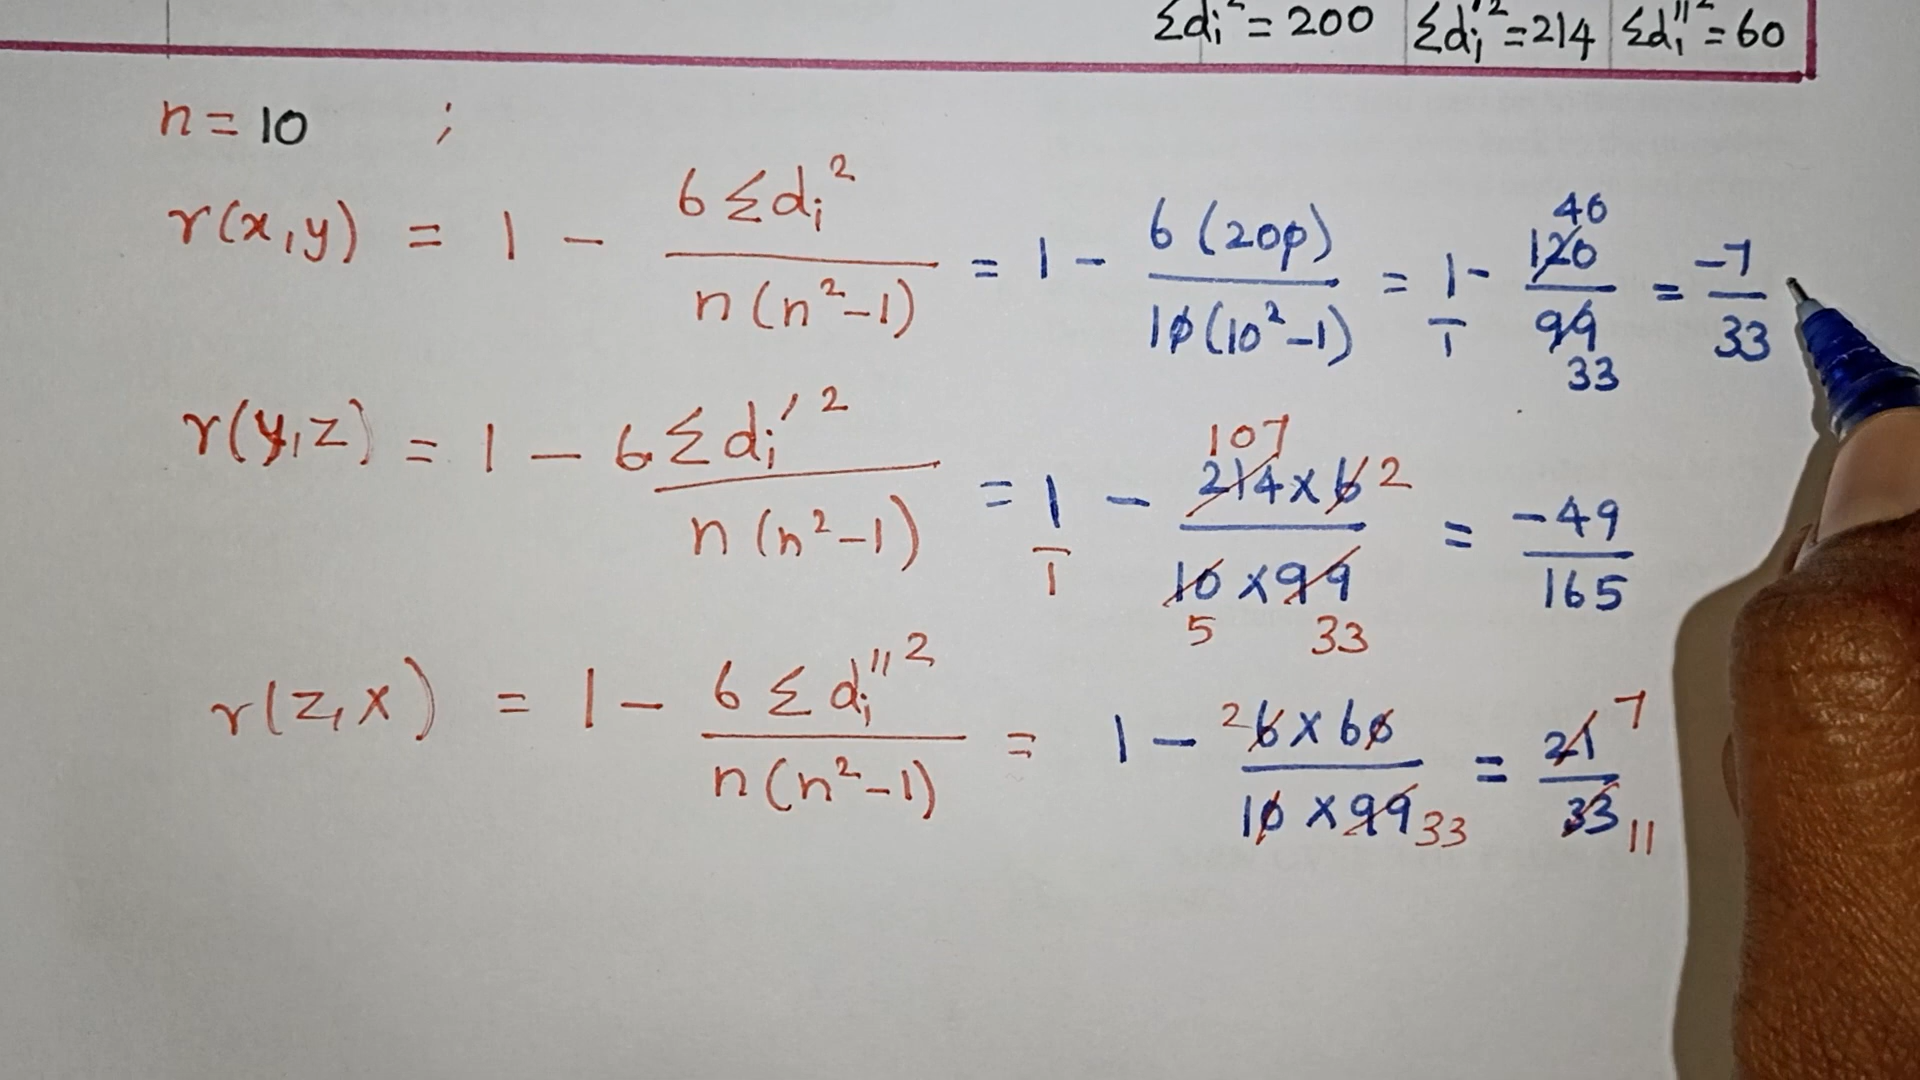 Σdi² = 200 Σdi'² = 214 Σdi''² = 60
n = 10 ;
r(x,y) = 1 - 6Σdi² / n(n²-1) = 1 - 6(200) / 10(10²-1) = 1/1 - 120 40 / 99 33 = -7/33
r(y,z) = 1 - 6Σdi'² / n(n²-1) = 1/1 - 107 214 × 6 2 / 10 5 × 99 33 = -49/165
r(z,x) = 1 - 6Σdi''² / n(n²-1) = 1 - 2 6 × 60 / 10 × 99 33 = 21 7 / 33 11